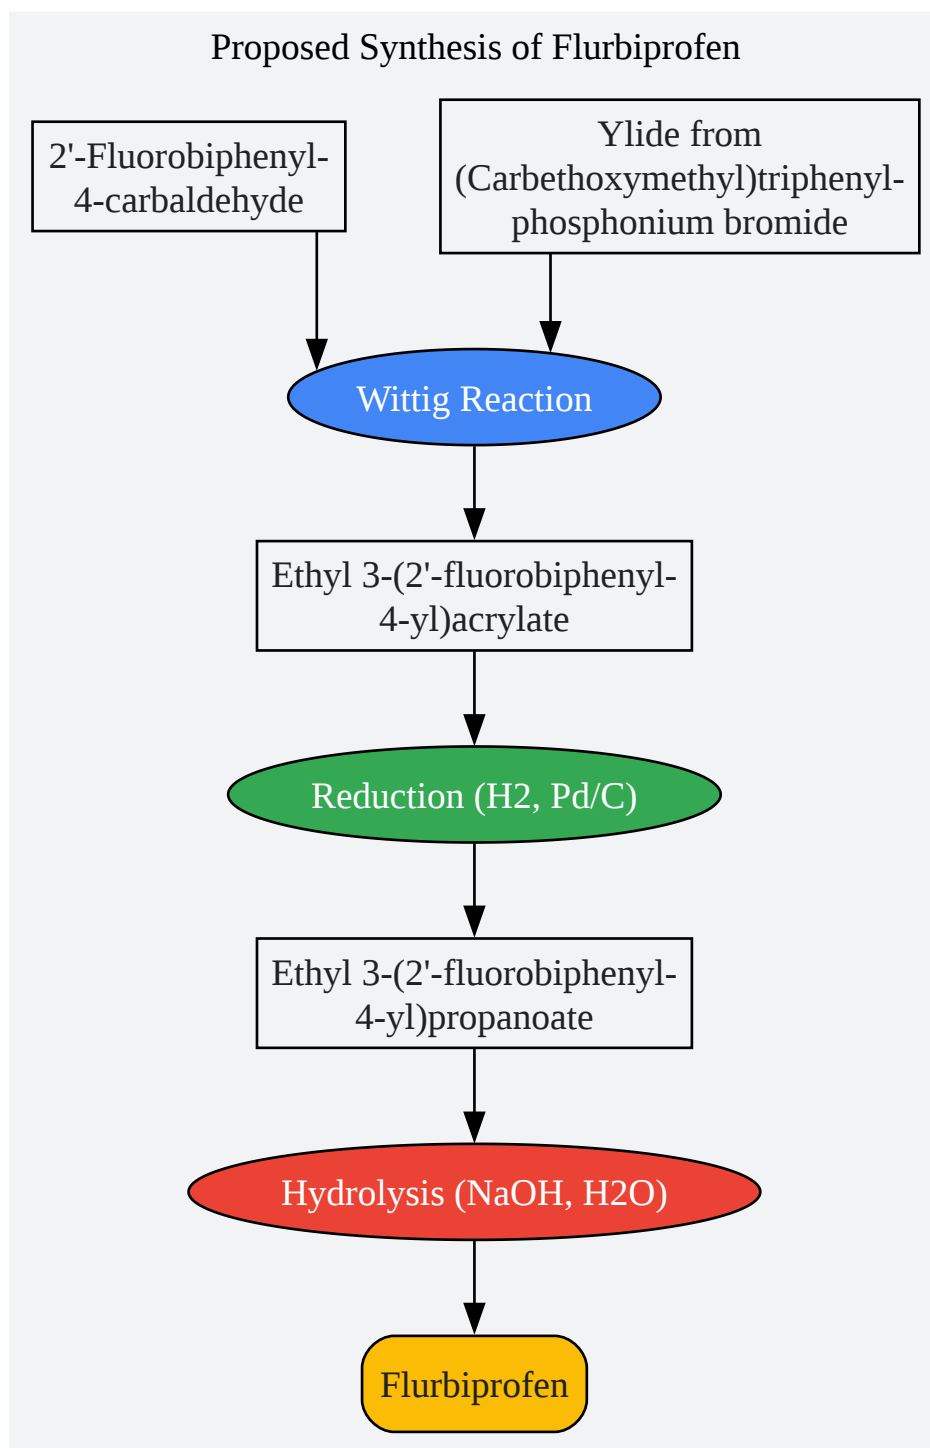 Proposed Synthesis of Flurbiprofen
2'-Fluorobiphenyl-
4-carbaldehyde
Ylide from
(Carbethoxymethyl)triphenyl-
phosphonium bromide
Wittig Reaction
Ethyl 3-(2'-fluorobiphenyl-
4-yl)acrylate
Reduction (H2, Pd/C)
Ethyl 3-(2'-fluorobiphenyl-
4-yl)propanoate
Hydrolysis (NaOH, H2O)
Flurbiprofen